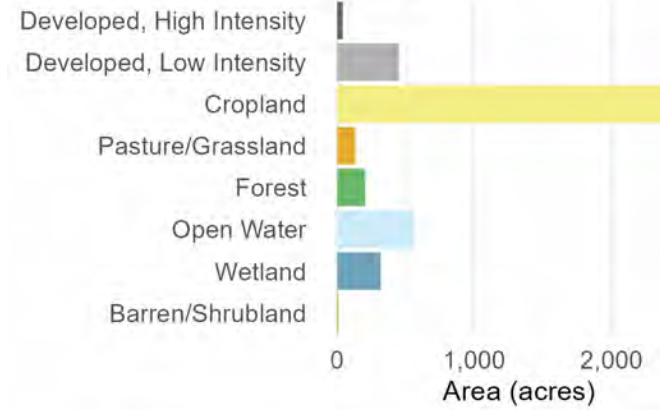 Developed, High Intensity
Developed, Low Intensity
Cropland
Pasture/Grassland
Forest
Open Water
Wetland
Barren/Shrubland
0 1,000 2,000
Area (acres)